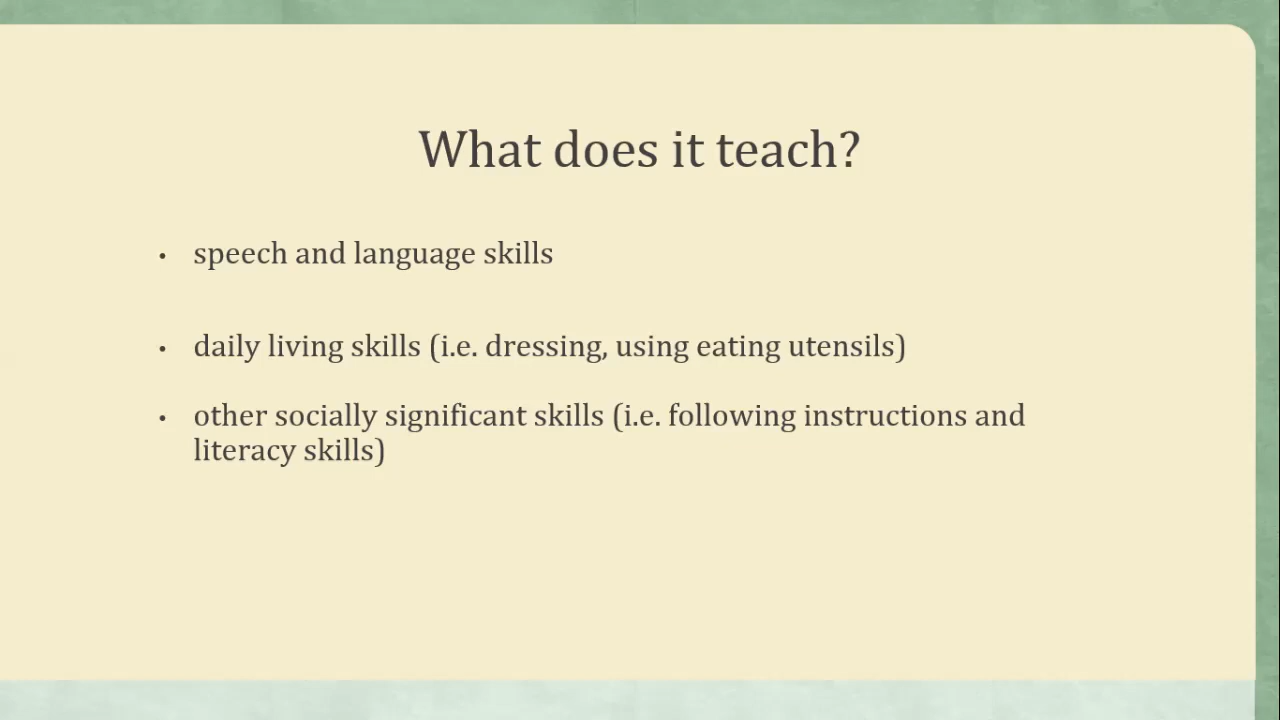 What does it teach?
• speech and language skills
• daily living skills (i.e. dressing, using eating utensils)
• other socially significant skills (i.e. following instructions and
literacy skills)